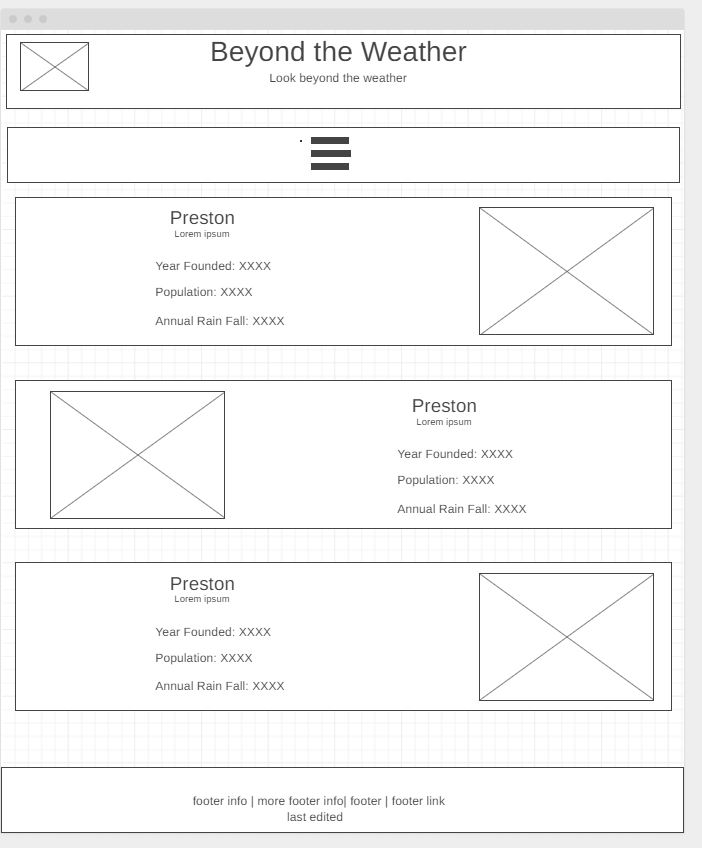 Beyond the Weather
Look beyond the weather
Preston
Lorem ipsum
Year Founded: XXXX
Population: XXXX
Annual Rain Fall: XXXX
Preston
Lorem ipsum
Year Founded: XXXX
Population: XXXX
Annual Rain Fall: XXXX
Preston
Lorem ipsum
Year Founded: XXXX
Population: XXXX
Annual Rain Fall: XXXX
footer info | more footer info| footer | footer link
last edited